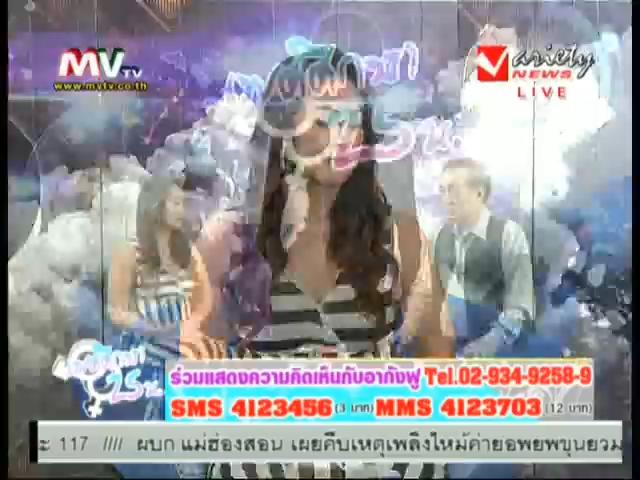 MV TV
www.mvtv.co.th
Variety
NEWS
LIVE
25 น.
ร่วมแสดงความคิดเห็นกับอากังฟู Tel.02-934-9258-9
SMS 4123456 (3 บาท) MMS 4123703 (12 บาท)
ะ 117 //// ผบก แม่ฮ่องสอน เผยคืบเหตุเพลิงไหม้ค่ายอพยพขุนยวม